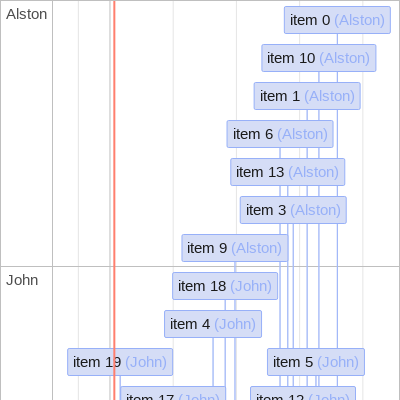 Alston
item 0 (Alston)
item 10 (Alston)
item 1 (Alston)
item 6 (Alston)
item 13 (Alston)
item 3 (Alston)
item 9 (Alston)
John
item 18 (John)
item 4 (John)
item 19 (John)
item 5 (John)
item 17 (John)
item 12 (John)